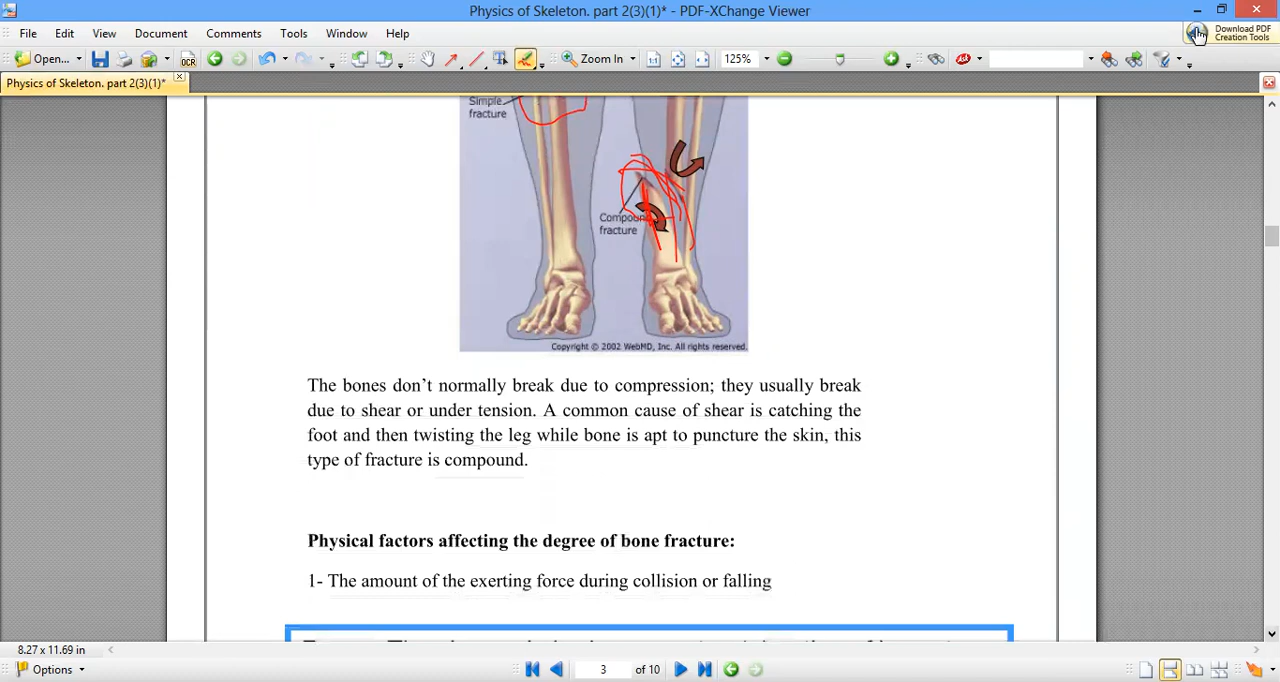 Physics of Skeleton. part 2(3)(1)* - PDF-XChange Viewer
File Edit View Document Comments Tools Window Help
Download PDF
Creation Tools
Open... OCR Zoom In 125%
Physics of Skeleton. part 2(3)(1)*
Simple
fracture
Compound
fracture
Copyright © 2002 WebMD, Inc. All rights reserved.
The bones don’t normally break due to compression; they usually break
due to shear or under tension. A common cause of shear is catching the
foot and then twisting the leg while bone is apt to puncture the skin, this
type of fracture is compound.
Physical factors affecting the degree of bone fracture:
1- The amount of the exerting force during collision or falling
8.27 x 11.69 in
Options 3 of 10